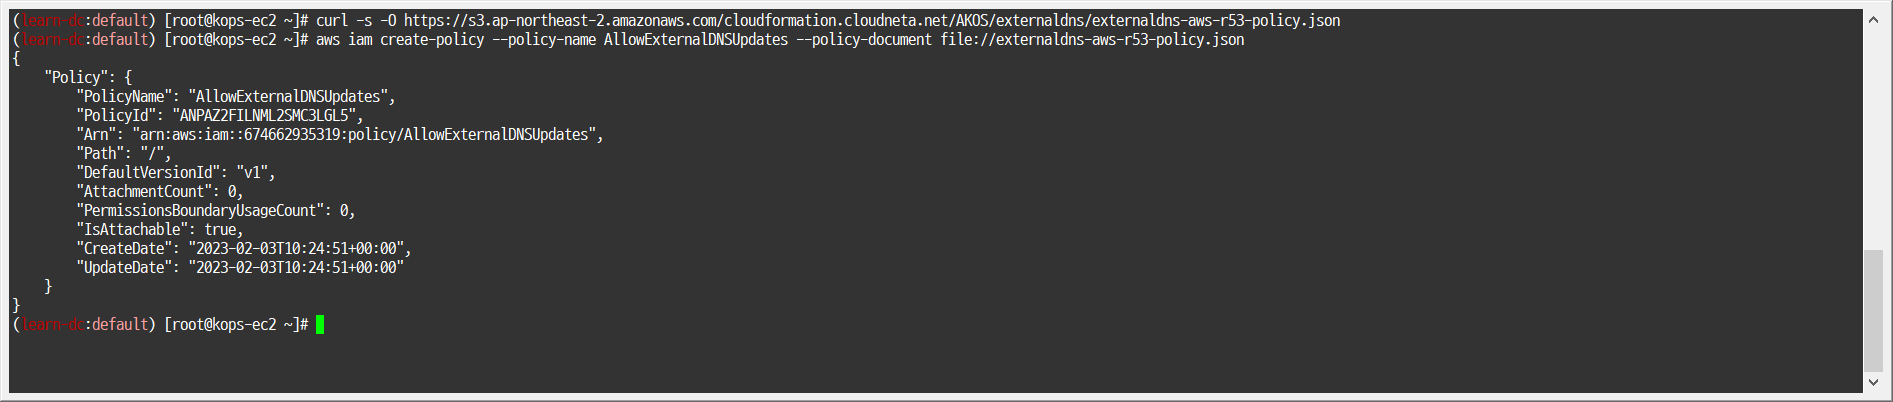 (learn-dc:default) [root@kops-ec2 ~]# curl -s -O https://s3.ap-northeast-2.amazonaws.com/cloudformation.cloudneta.net/AKOS/externaldns/externaldns-aws-r53-policy.json
(learn-dc:default) [root@kops-ec2 ~]# aws iam create-policy --policy-name AllowExternalDNSUpdates --policy-document file://externaldns-aws-r53-policy.json
{
    "Policy": {
        "PolicyName": "AllowExternalDNSUpdates",
        "PolicyId": "ANPAZ2FILNML2SMC3LGL5",
        "Arn": "arn:aws:iam::674662935319:policy/AllowExternalDNSUpdates",
        "Path": "/",
        "DefaultVersionId": "v1",
        "AttachmentCount": 0,
        "PermissionsBoundaryUsageCount": 0,
        "IsAttachable": true,
        "CreateDate": "2023-02-03T10:24:51+00:00",
        "UpdateDate": "2023-02-03T10:24:51+00:00"
    }
}
(learn-dc:default) [root@kops-ec2 ~]#